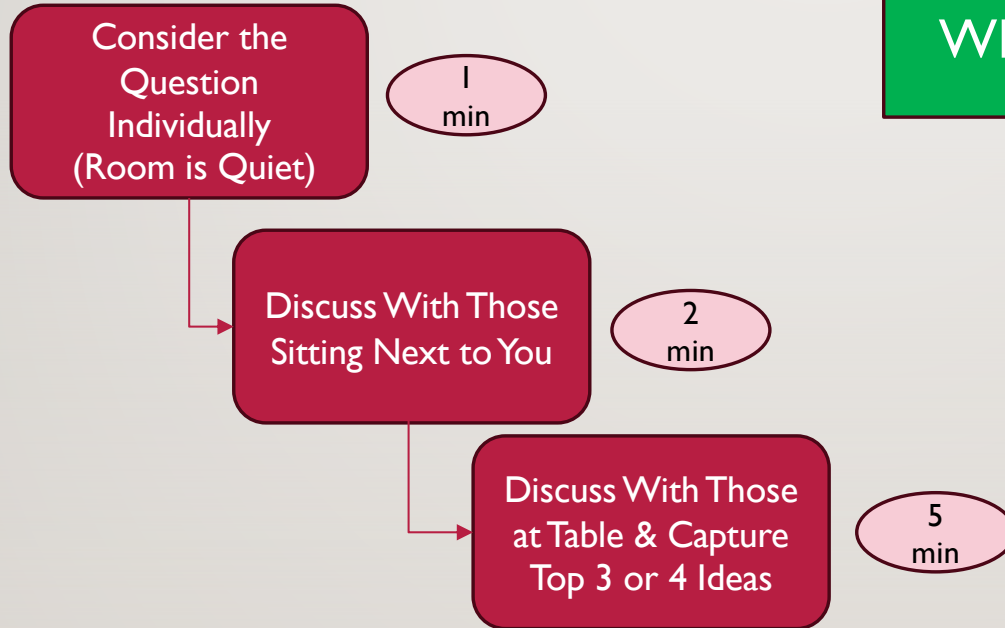 Consider the
Question
Individually
(Room is Quiet)
1
min
Discuss With Those
Sitting Next to You
2
min
Discuss With Those
at Table & Capture
Top 3 or 4 Ideas
5
min